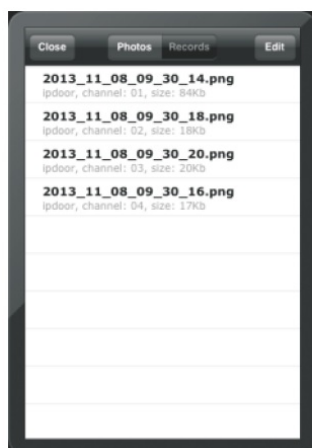 Close Photos Records Edit
2013_11_08_09_30_14.png
ipdoor, channel: 01, size: 84Kb
2013_11_08_09_30_18.png
ipdoor, channel: 02, size: 18Kb
2013_11_08_09_30_20.png
ipdoor, channel: 03, size: 20Kb
2013_11_08_09_30_16.png
ipdoor, channel: 04, size: 17Kb